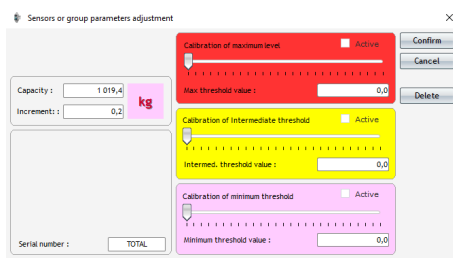 Sensors or group parameters adjustment
Calibration of maximum level
Active
Confirm
Cancel
Capacity :
1 019,4
kg
Max threshold value :
0,0
Delete
Increment: :
0,2
Calibration of Intermediate threshold
Active
Intermed. threshold value :
0,0
Calibration of minimum threshold
Active
Serial number :
TOTAL
Minimum threshold value :
0,0